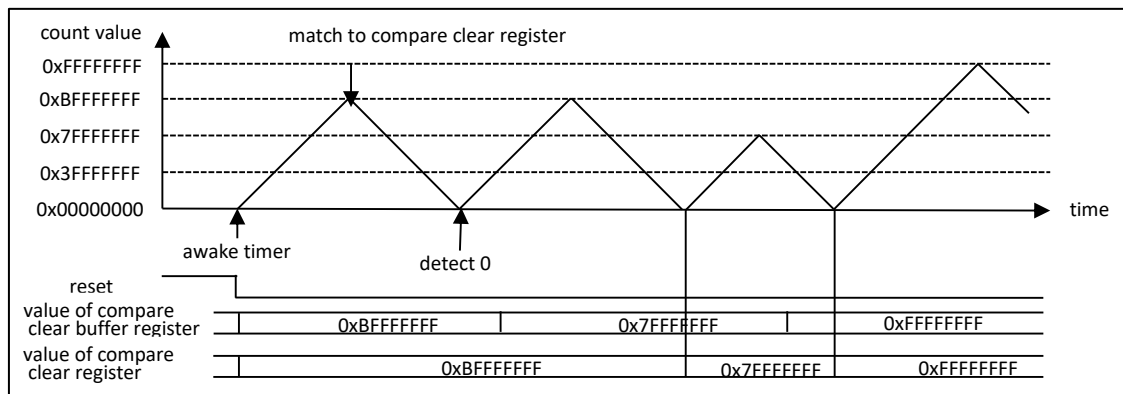 count value
match to compare clear register
0xFFFFFFFF
0xBFFFFFFF
0x7FFFFFFF
0x3FFFFFFF
0x00000000
time
awake timer
detect 0
reset
value of compare
clear buffer register
0xBFFFFFFF
0x7FFFFFFF
0xFFFFFFFF
value of compare
clear register
0xBFFFFFFF
0x7FFFFFFF
0xFFFFFFFF